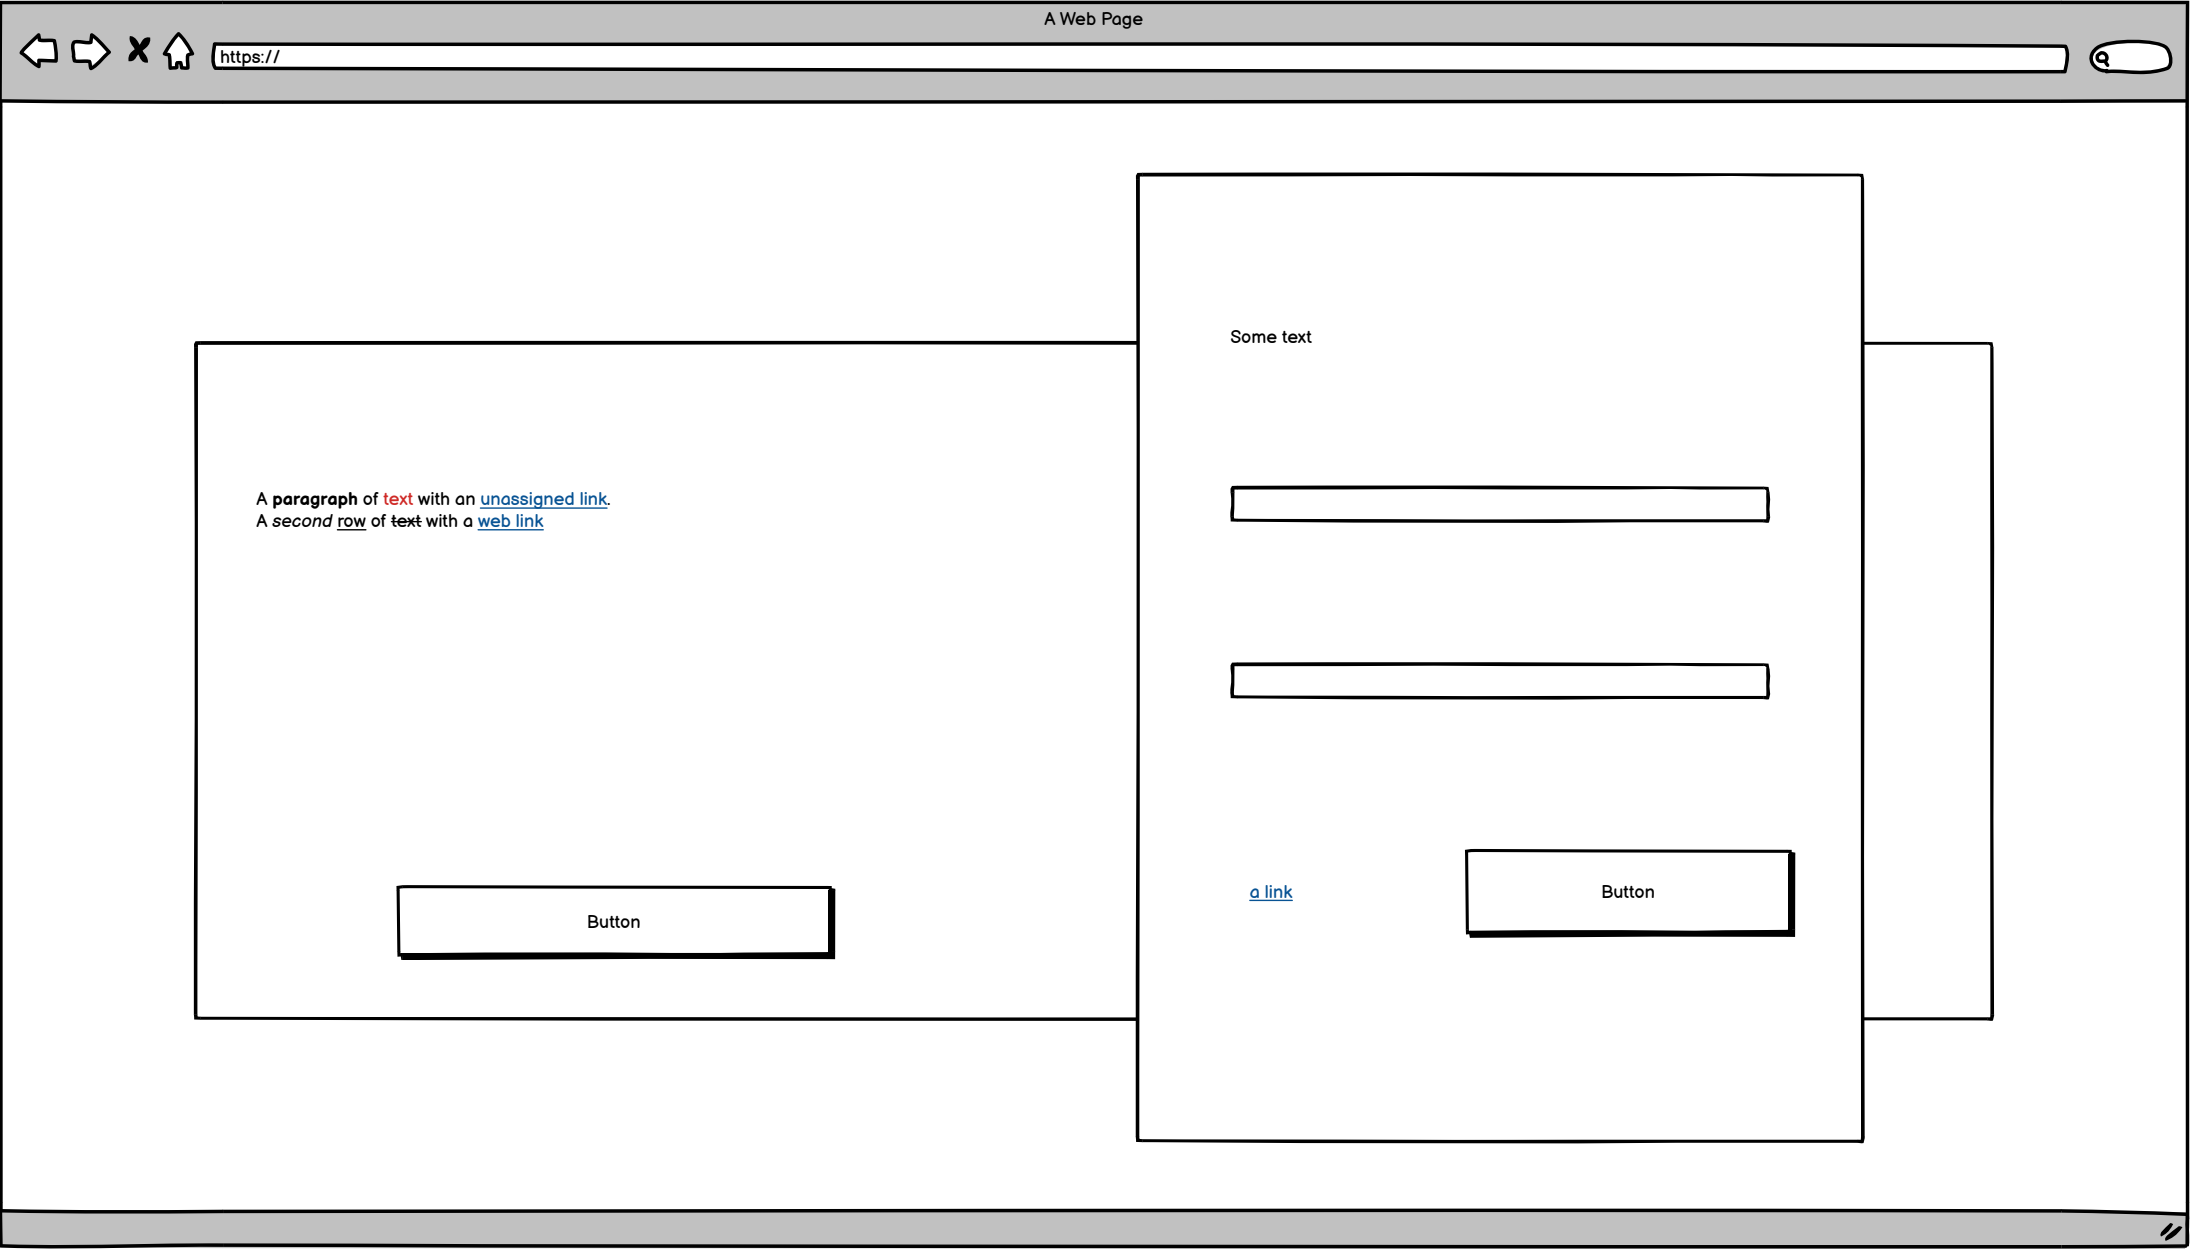 A Web Page
https://
Some text
A paragraph of text with an unassigned link.
A second row of text with a web link
a link
Button
Button